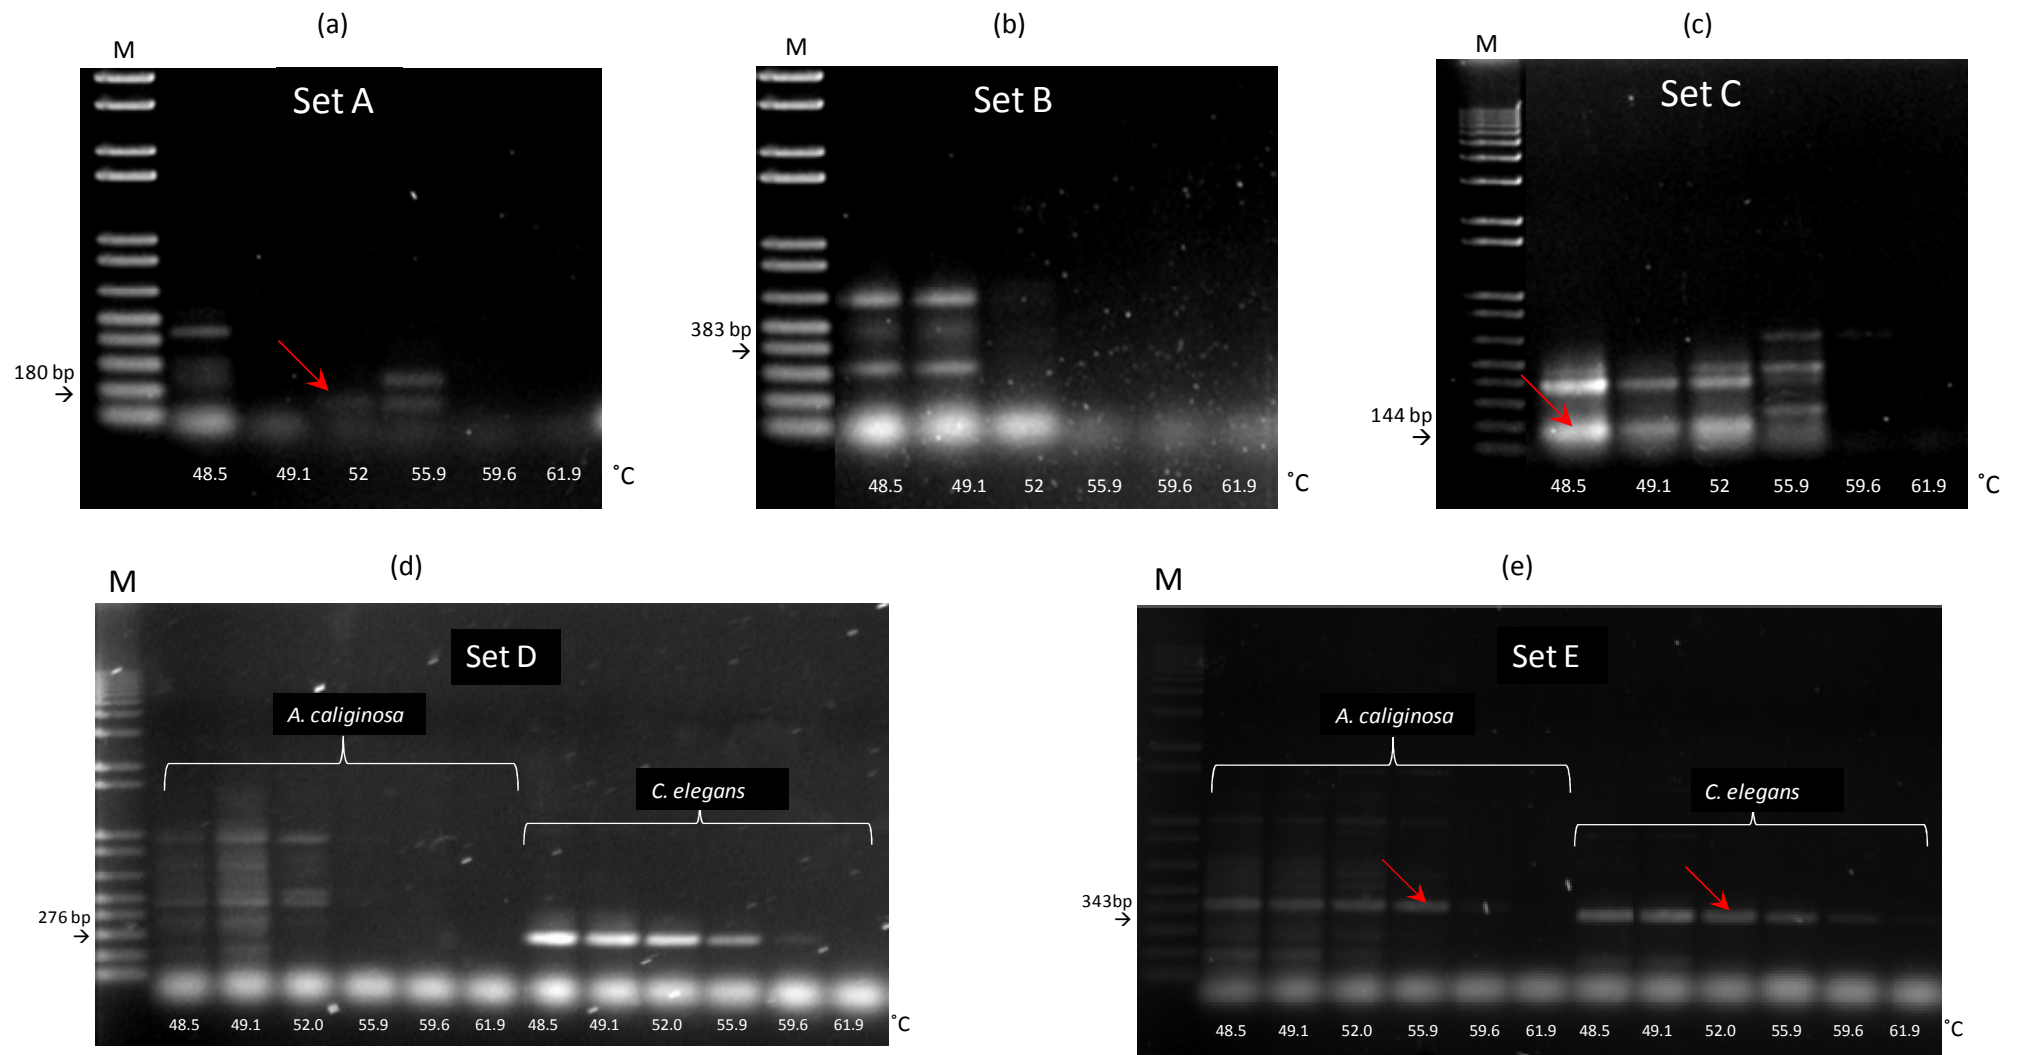 (a)
M
Set A
180 bp
→
48.5 49.1 52 55.9 59.6 61.9 ˚C
(b)
M
Set B
383 bp
→
48.5 49.1 52 55.9 59.6 61.9 ˚C
(c)
M
Set C
144 bp
→
48.5 49.1 52 55.9 59.6 61.9 ˚C
(d)
M
Set D
A. caliginosa
C. elegans
276 bp
→
48.5 49.1 52.0 55.9 59.6 61.9 48.5 49.1 52.0 55.9 59.6 61.9 ˚C
(e)
M
Set E
A. caliginosa
C. elegans
343bp
→
48.5 49.1 52.0 55.9 59.6 61.9 48.5 49.1 52.0 55.9 59.6 61.9 ˚C